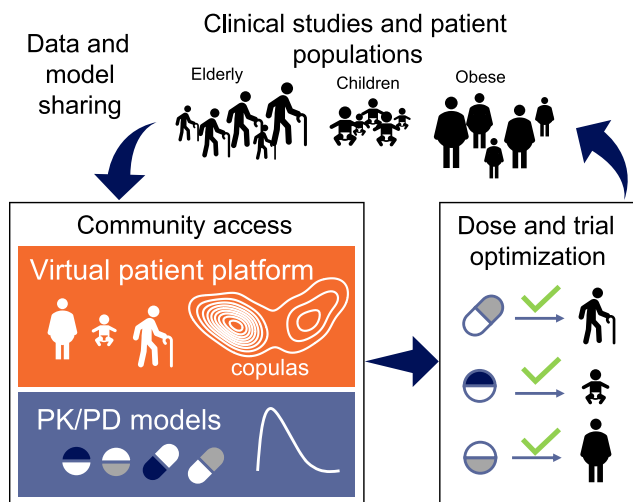 Data and
model
sharing
Clinical studies and patient
populations
Elderly
Children
Obese
Community access
Virtual patient platform
copulas
PK/PD models
Dose and trial
optimization